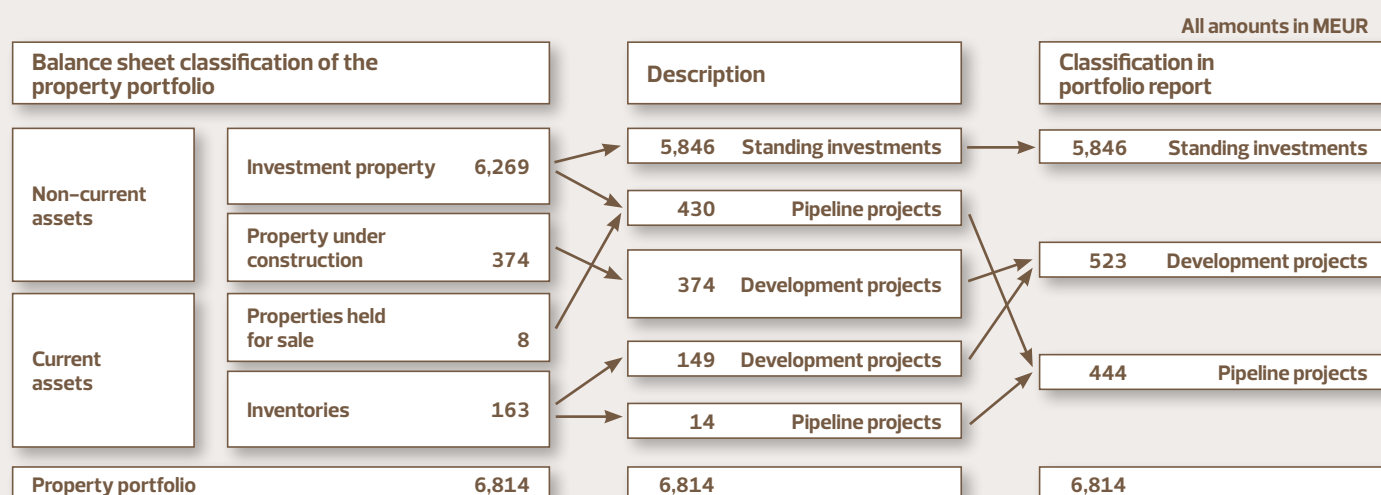 All amounts in MEUR
Balance sheet classification of the
property portfolio
Description
Classification in
portfolio report
Non-current
assets
Investment property 6,269
Property under
construction 374
Current
assets
Properties held
for sale 8
Inventories 163
5,846 Standing investments
430 Pipeline projects
374 Development projects
149 Development projects
14 Pipeline projects
5,846 Standing investments
523 Development projects
444 Pipeline projects
Property portfolio 6,814
6,814
6,814